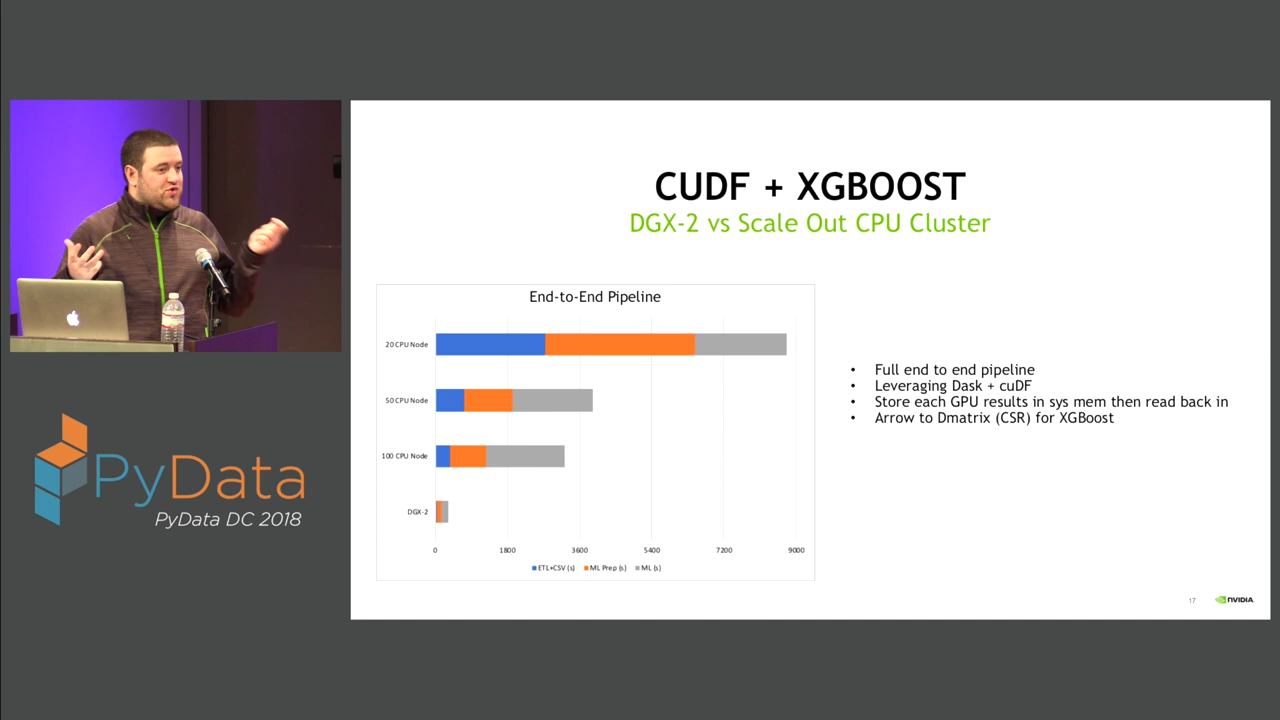 CUDF + XGBOOST
DGX-2 vs Scale Out CPU Cluster
End-to-End Pipeline
20 CPU Node
50 CPU Node
100 CPU Node
DGX-2
0 1800 3600 5400 7200 9000
ETL+CSV (s) ML Prep (s) ML (s)
• Full end to end pipeline
• Leveraging Dask + cuDF
• Store each GPU results in sys mem then read back in
• Arrow to Dmatrix (CSR) for XGBoost
PyData
PyData DC 2018
17 NVIDIA.